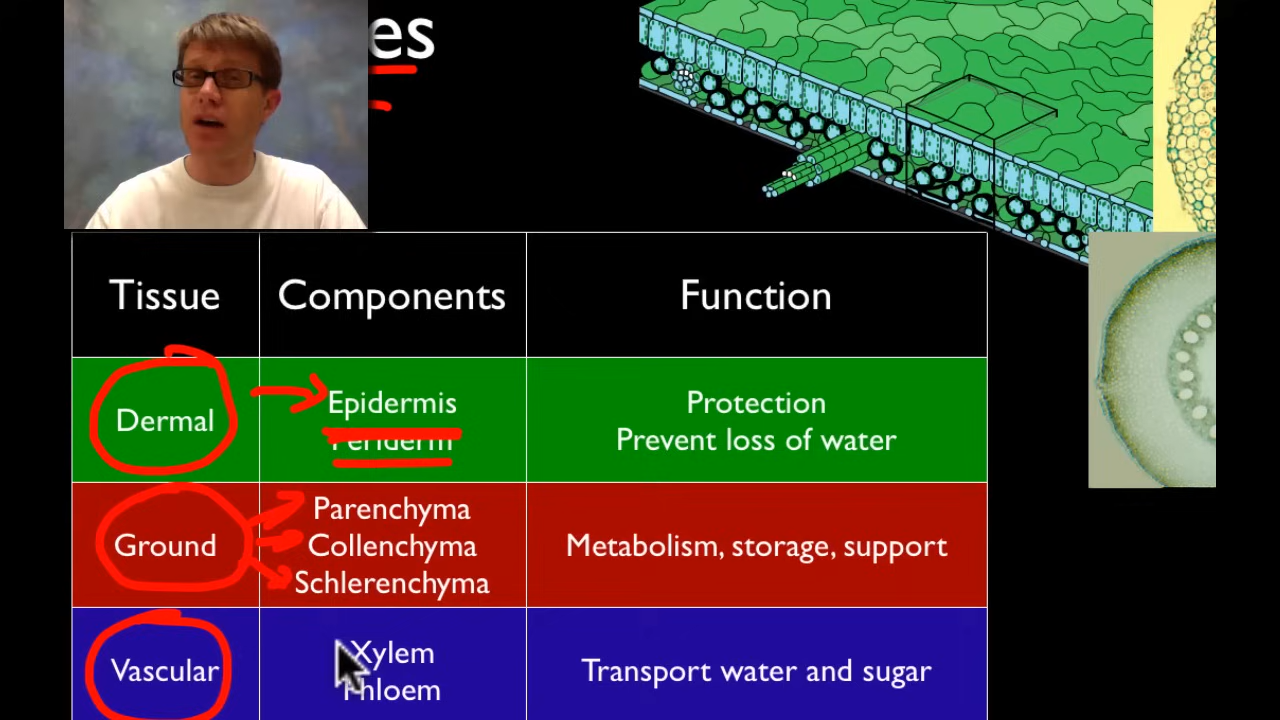 es
Tissue Components Function
Dermal
Epidermis
Periderm
Protection
Prevent loss of water
Ground
Parenchyma
Collenchyma
Schlerenchyma
Metabolism, storage, support
Vascular
Xylem
Phloem
Transport water and sugar